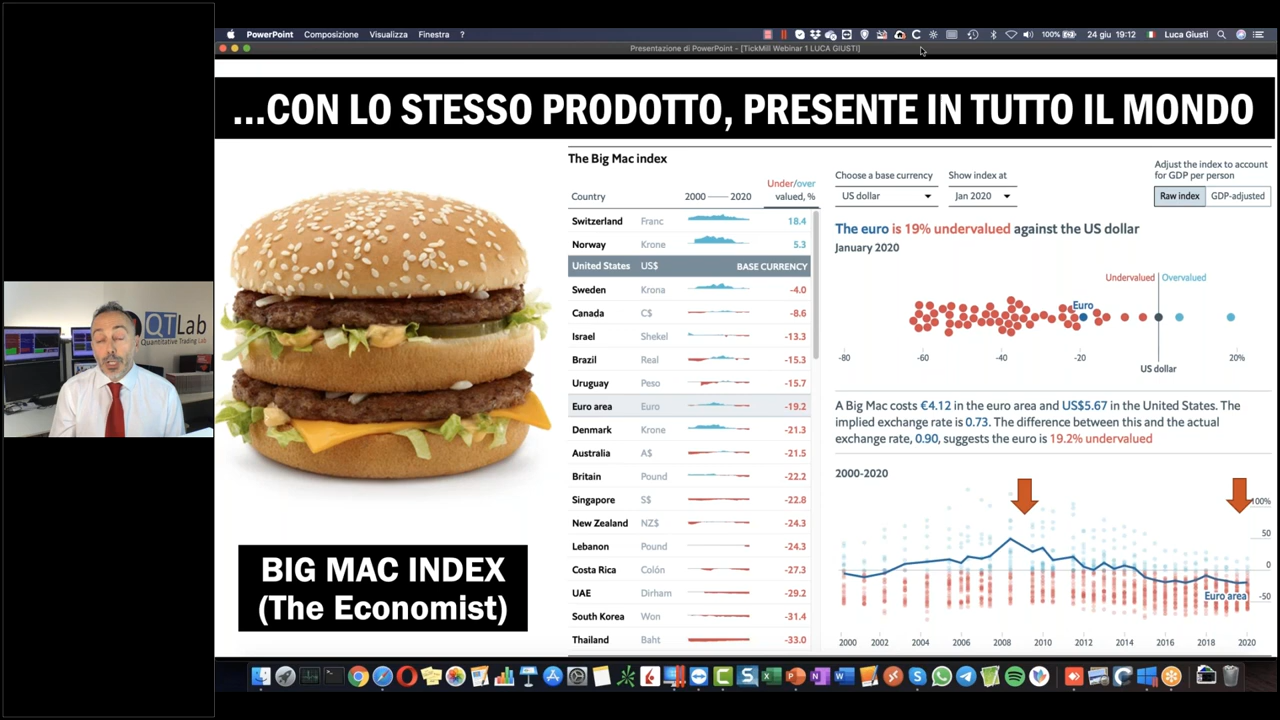 PowerPoint Composizione Visualizza Finestra ? 100% 24 giu 19:12 Luca Giusti
Presentazione di PowerPoint - [TickMill Webinar 1 LUCA GIUSTI]
...CON LO STESSO PRODOTTO, PRESENTE IN TUTTO IL MONDO
QTLab
Quantitative Trading Lab
BIG MAC INDEX
(The Economist)
The Big Mac index
Under/over
Country 2000 2020 valued, %
Switzerland Franc 18.4
Norway Krone 5.3
United States US$ BASE CURRENCY
Sweden Krona -4.0
Canada C$ -8.6
Israel Shekel -13.3
Brazil Real -15.3
Uruguay Peso -15.7
Euro area Euro -19.2
Denmark Krone -21.3
Australia A$ -21.5
Britain Pound -22.2
Singapore S$ -22.8
New Zealand NZ$ -24.3
Lebanon Pound -24.3
Costa Rica Colón -27.3
UAE Dirham -29.2
South Korea Won -31.4
Thailand Baht -33.0
Choose a base currency
US dollar
Show index at
Jan 2020
Adjust the index to account
for GDP per person
Raw index GDP-adjusted
The euro is 19% undervalued against the US dollar
January 2020
Undervalued Overvalued
Euro
-80 -60 -40 -20 20%
US dollar
A Big Mac costs €4.12 in the euro area and US$5.67 in the United States. The
implied exchange rate is 0.73. The difference between this and the actual
exchange rate, 0.90, suggests the euro is 19.2% undervalued
2000-2020
100%
50
0
Euro area
-50
2000 2002 2004 2006 2008 2010 2012 2014 2016 2018 2020